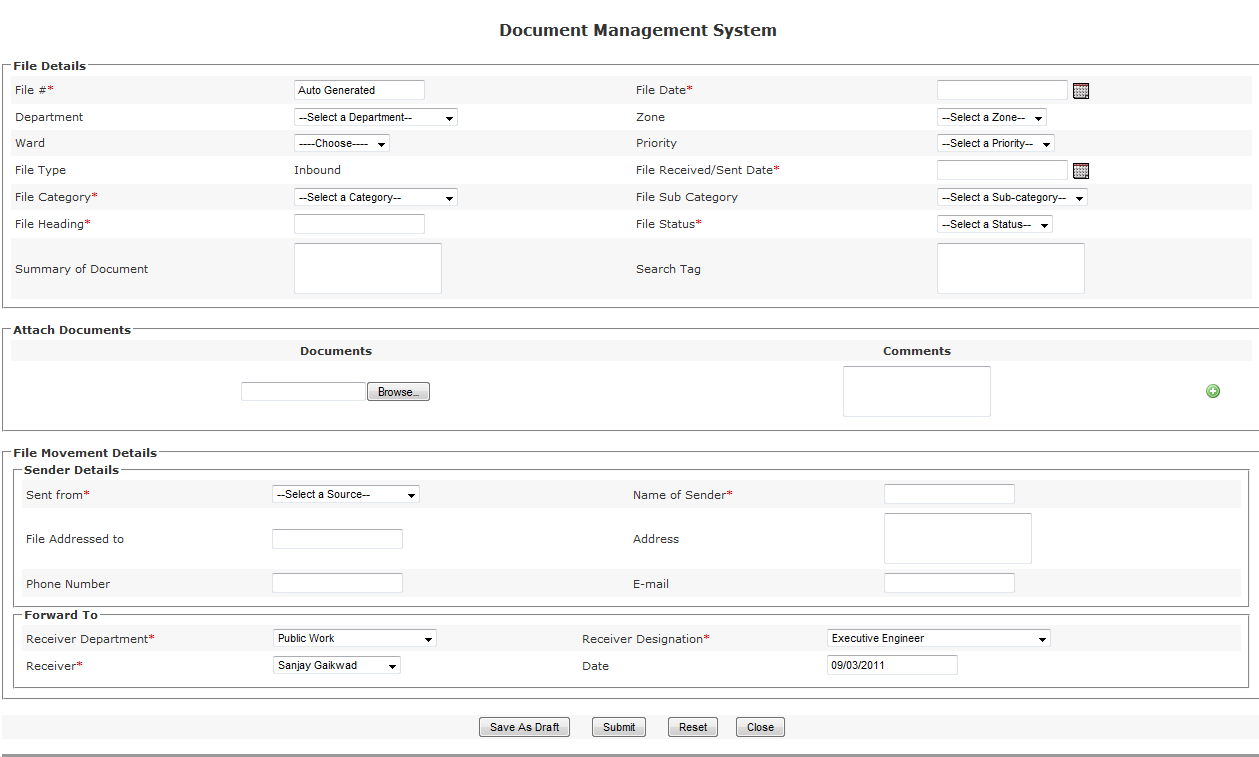 Document Management System
File Details
File #* Auto Generated File Date*
Department --Select a Department-- Zone --Select a Zone--
Ward ----Choose---- Priority --Select a Priority--
File Type Inbound File Received/Sent Date*
File Category* --Select a Category-- File Sub Category --Select a Sub-category--
File Heading* File Status* --Select a Status--
Summary of Document Search Tag
Attach Documents
Documents Comments
Browse...
File Movement Details
Sender Details
Sent from* --Select a Source-- Name of Sender*
File Addressed to Address
Phone Number E-mail
Forward To
Receiver Department* Public Work Receiver Designation* Executive Engineer
Receiver* Sanjay Gaikwad Date 09/03/2011
Save As Draft Submit Reset Close